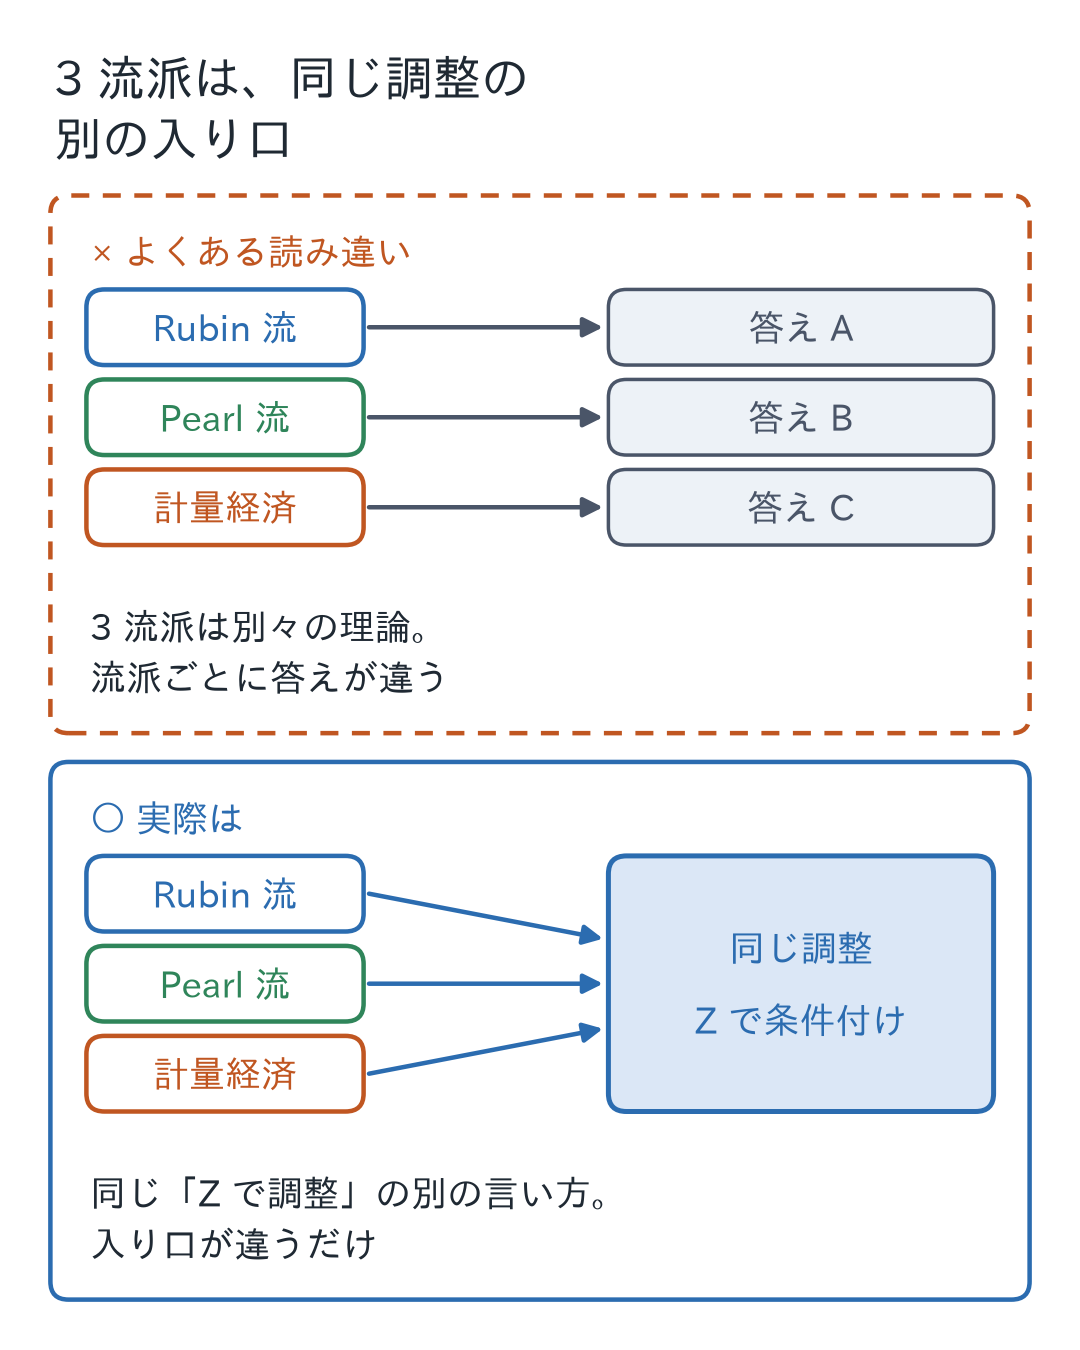 3 流派は、同じ調整の
別の入り口
× よくある読み違い
Rubin 流
答え A
Pearl 流
答え B
計量経済
答え C
3 流派は別々の理論。
流派ごとに答えが違う
○ 実際は
Rubin 流
Pearl 流
計量経済
同じ調整
Z で条件付け
同じ「Z で調整」の別の言い方。
入り口が違うだけ